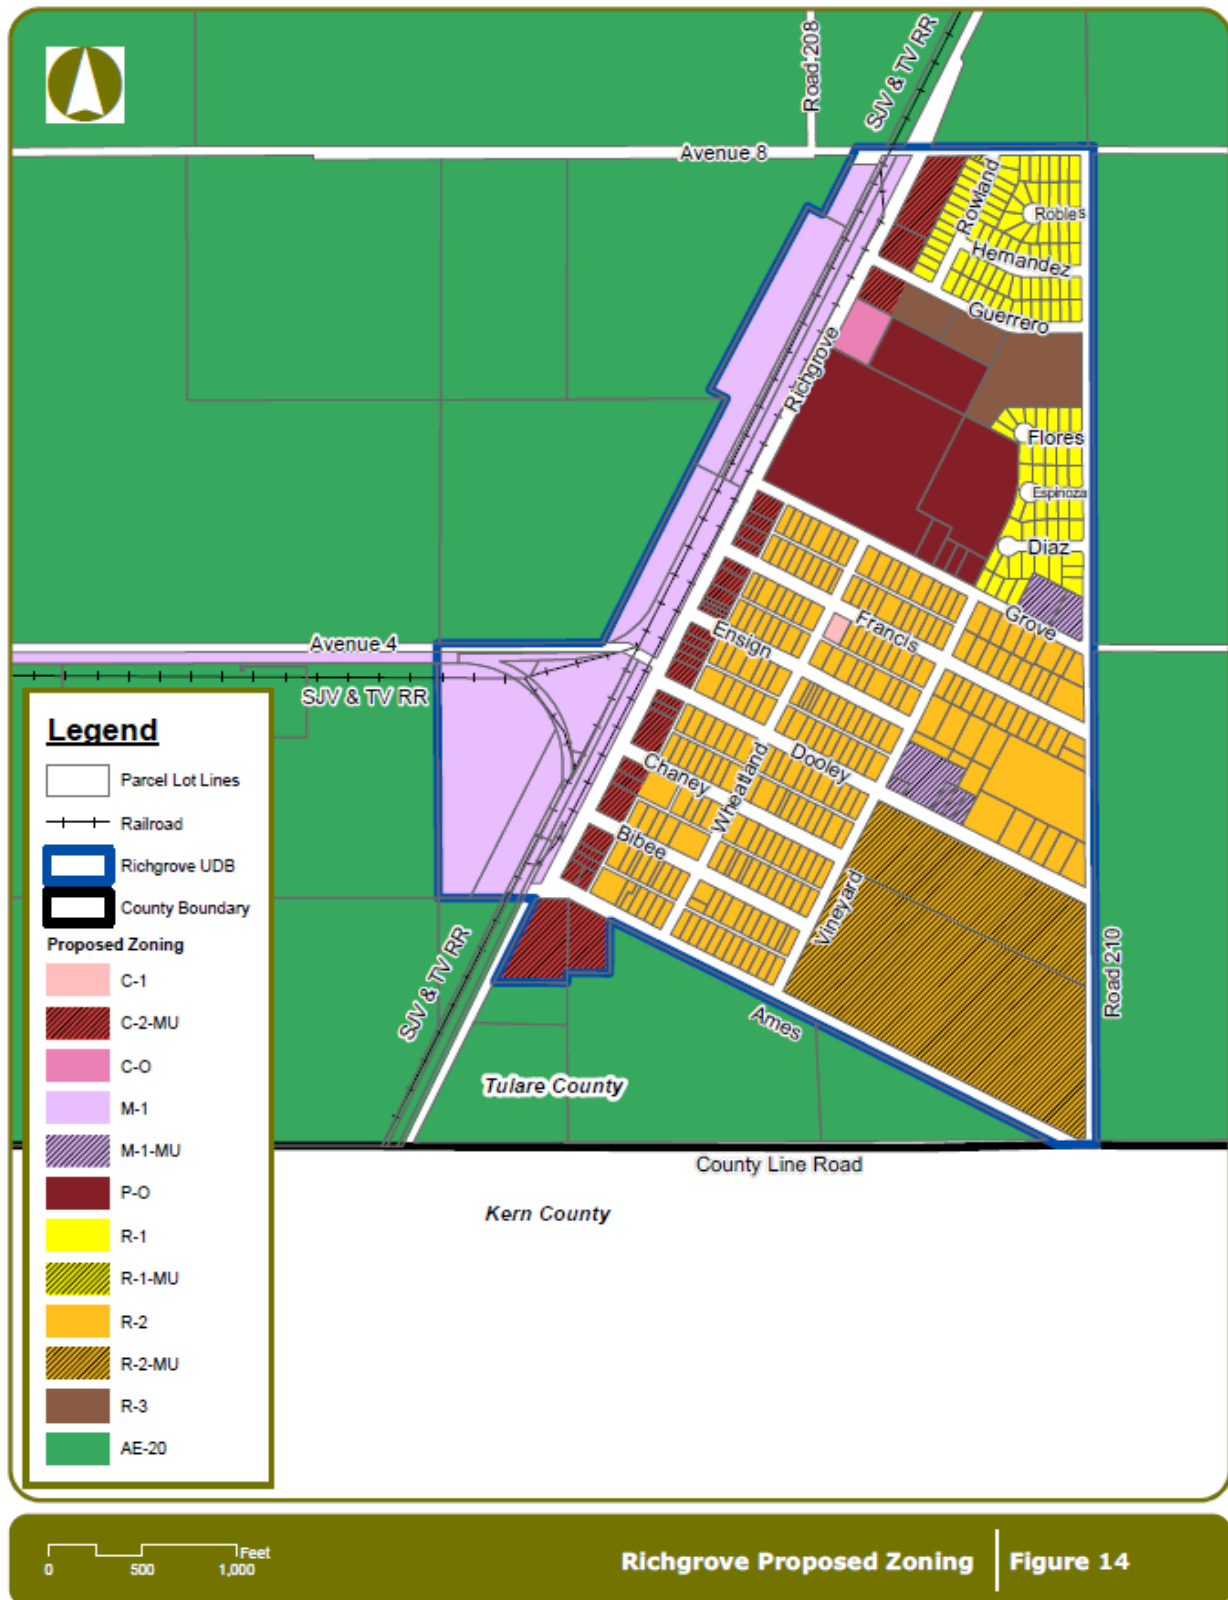 Road 208
SJV & TV RR
Avenue 8
Rowland
Robles
Hernandez
Guerrero
Richgrove
Flores
Espinoza
Diaz
Grove
Francis
Ensign
Avenue 4
SJV & TV RR
Dooley
Chaney
Wheatland
Bibee
Vineyard
Road 210
SJV & TV RR
Ames
Tulare County
County Line Road
Kern County
Legend
Parcel Lot Lines
Railroad
Richgrove UDB
County Boundary
Proposed Zoning
C-1
C-2-MU
C-O
M-1
M-1-MU
P-O
R-1
R-1-MU
R-2
R-2-MU
R-3
AE-20
Feet
0 500 1,000
Richgrove Proposed Zoning
Figure 14